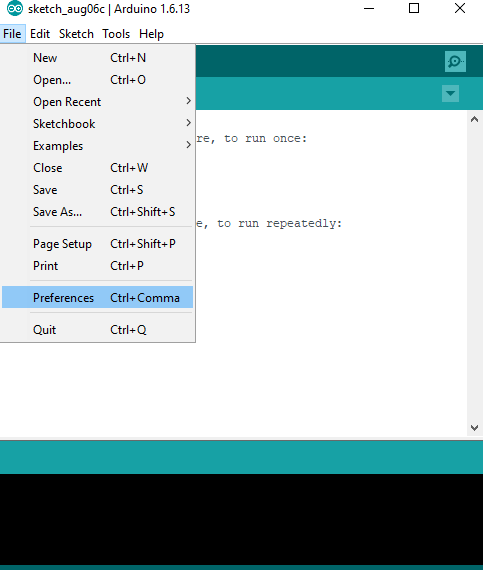 sketch_aug06c | Arduino 1.6.13
File Edit Sketch Tools Help
New Ctrl+N
Open... Ctrl+O
Open Recent
Sketchbook
Examples
Close Ctrl+W
Save Ctrl+S
Save As... Ctrl+Shift+S
Page Setup Ctrl+Shift+P
Print Ctrl+P
Preferences Ctrl+Comma
Quit Ctrl+Q
re, to run once:
e, to run repeatedly: